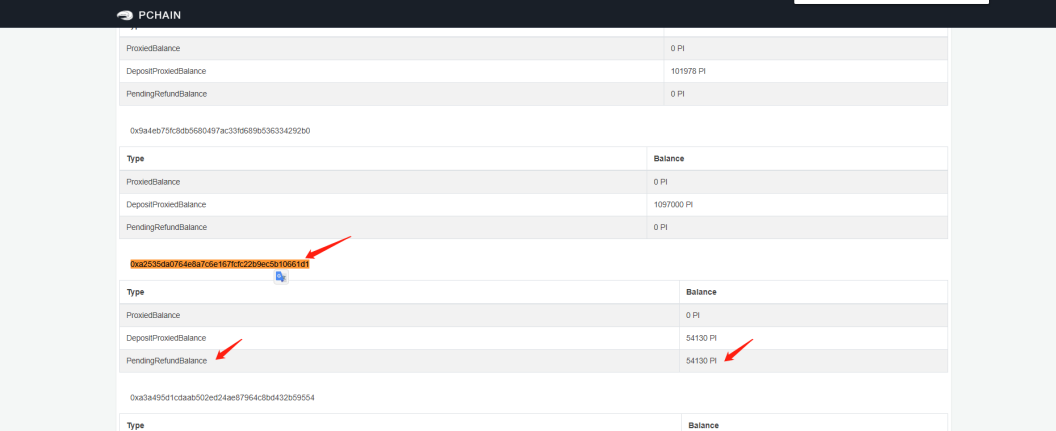 PCHAIN
ProxiedBalance 0 PI
DepositProxiedBalance 101978 PI
PendingRefundBalance 0 PI
0x9a4eb75fc8db5680497ac33fd689b536334292b0
Type Balance
ProxiedBalance 0 PI
DepositProxiedBalance 1097000 PI
PendingRefundBalance 0 PI
0xa2535da0764e8a7c6e167fcfc22b9ec5b10661d1
Type Balance
ProxiedBalance 0 PI
DepositProxiedBalance 54130 PI
PendingRefundBalance 54130 PI
0xa3a495d1cdaab502ed24ae87964c8bd432b59554
Type Balance